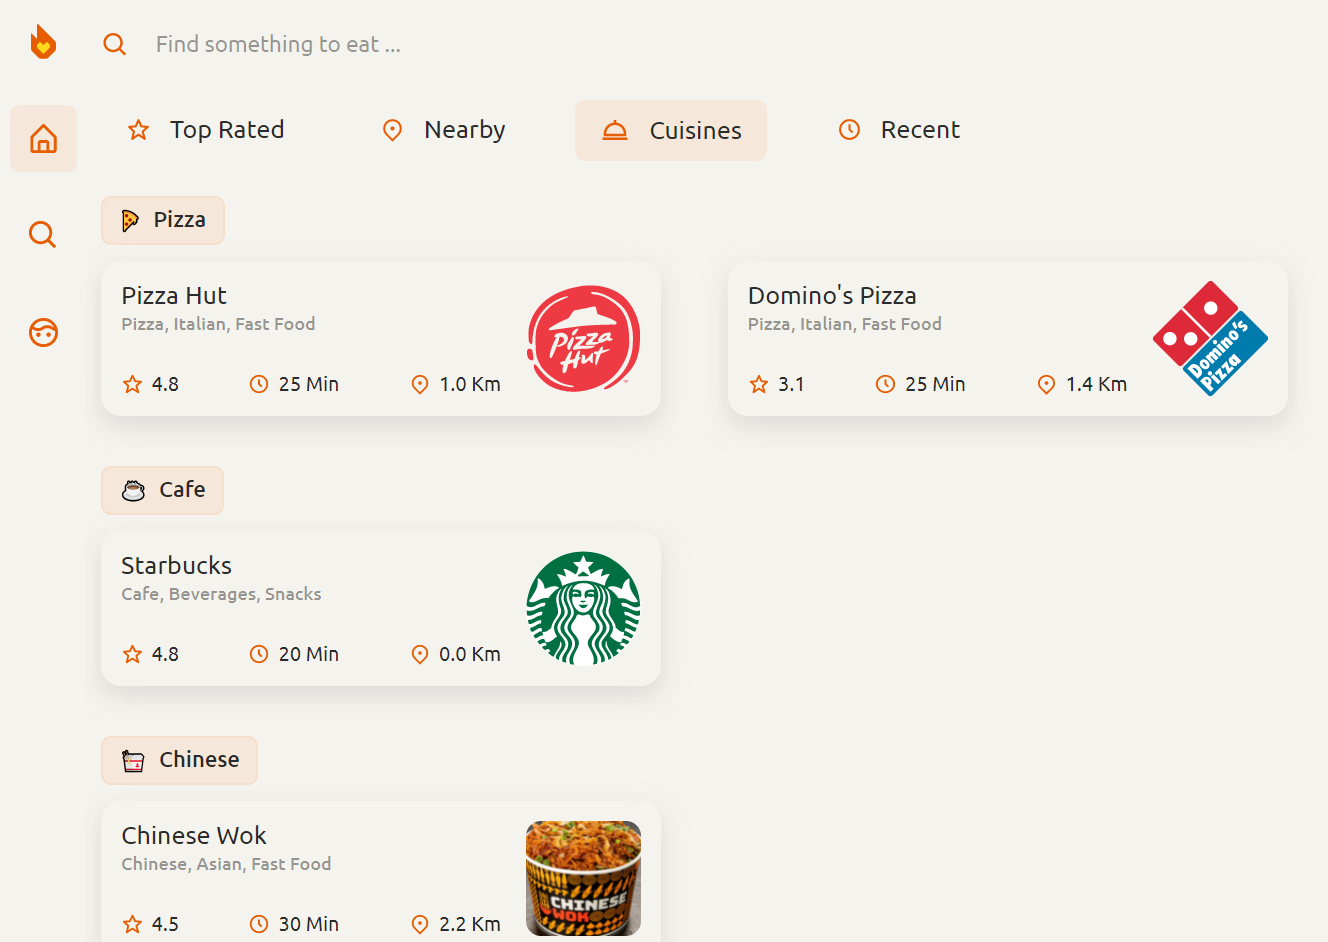 Find something to eat ...
Top Rated
Nearby
Cuisines
Recent
Pizza
Pizza Hut
Pizza, Italian, Fast Food
4.8
25 Min
1.0 Km
Pizza
Hut
Domino's Pizza
Pizza, Italian, Fast Food
3.1
25 Min
1.4 Km
Domino's
Pizza
Cafe
Starbucks
Cafe, Beverages, Snacks
4.8
20 Min
0.0 Km
Chinese
Chinese Wok
Chinese, Asian, Fast Food
4.5
30 Min
2.2 Km
CHINESE
WOK